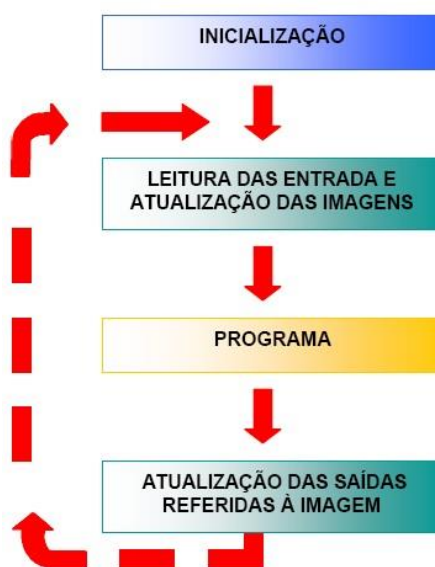 INICIALIZAÇÃO
LEITURA DAS ENTRADA E
ATUALIZAÇÃO DAS IMAGENS
PROGRAMA
ATUALIZAÇÃO DAS SAÍDAS
REFERIDAS À IMAGEM